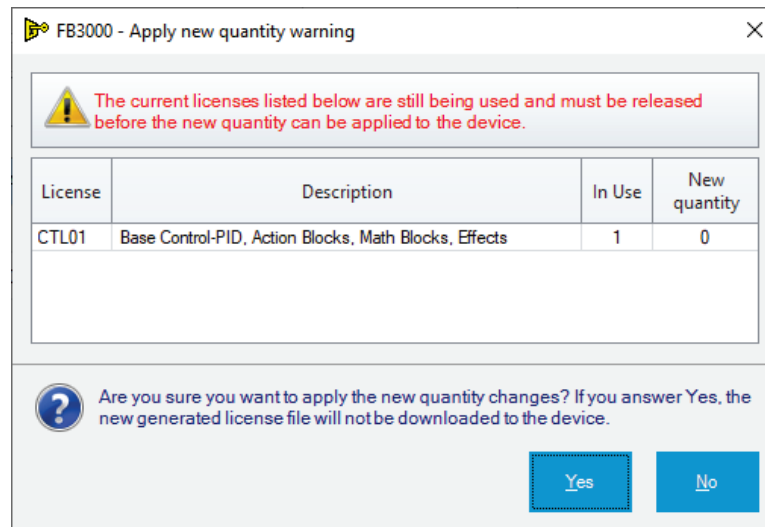 FB3000 - Apply new quantity warning
The current licenses listed below are still being used and must be released
before the new quantity can be applied to the device.
License Description In Use New quantity
CTL01 Base Control-PID, Action Blocks, Math Blocks, Effects 1 0
Are you sure you want to apply the new quantity changes? If you answer Yes, the
new generated license file will not be downloaded to the device.
Yes No